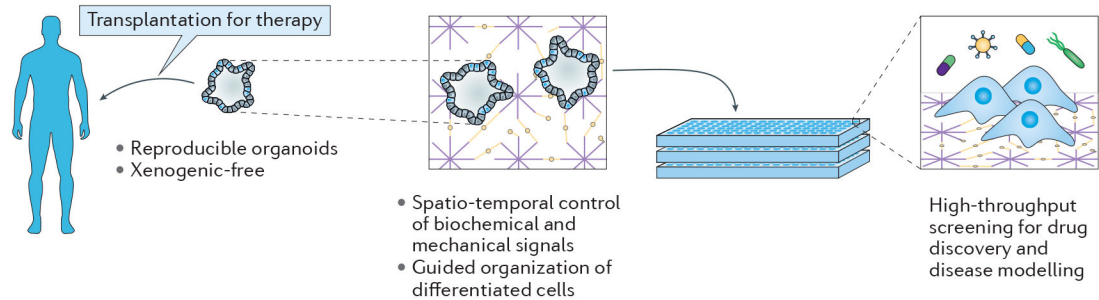 Transplantation for therapy
• Reproducible organoids
• Xenogenic-free
• Spatio-temporal control
of biochemical and
mechanical signals
• Guided organization of
differentiated cells
High-throughput
screening for drug
discovery and
disease modelling